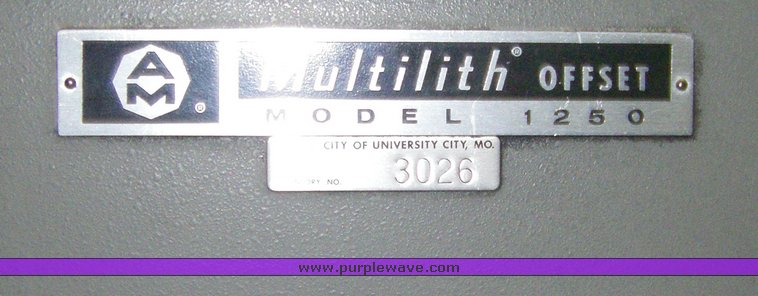 AM® Multilith® OFFSET
MODEL 1250
CITY OF UNIVERSITY CITY, MO.
NO. 3026
www.purplewave.com